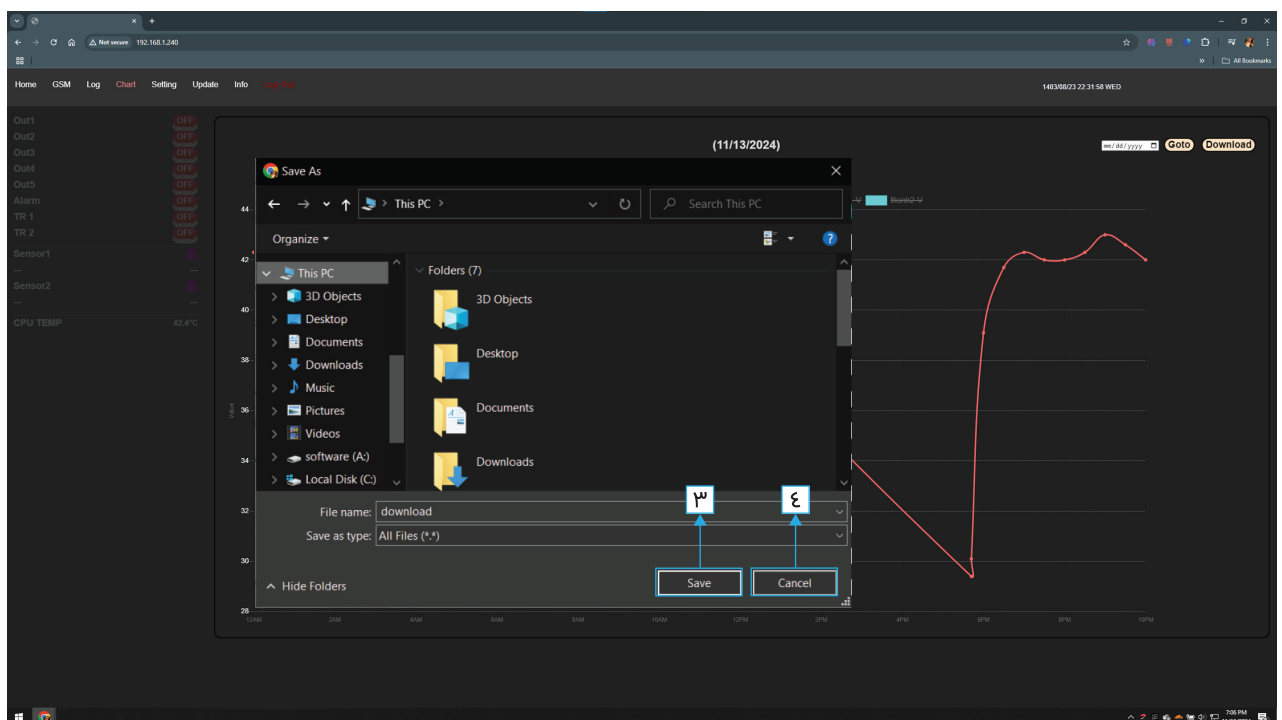 Not secure 192.168.1.240
All Bookmarks
Home GSM Log Chart Setting Update Info
1403/08/23 22:31:58 WED
Out1 OFF
Out2 OFF
Out3 OFF
Out4 OFF
Out5 OFF
Alarm OFF
TR 1 OFF
TR 2 OFF
Sensor1
Sensor2
CPU TEMP 42.4°C
(11/13/2024)
mm/dd/yyyy Goto Download
V Bank2-V
Save As
This PC
Search This PC
Organize
This PC
3D Objects
Desktop
Documents
Downloads
Music
Pictures
Videos
software (A:)
Local Disk (C:)
Folders (7)
3D Objects
Desktop
Documents
Downloads
File name: download
Save as type: All Files (*.*)
٣ ٤
Hide Folders
Save Cancel
Value
44
42
40
38
36
34
32
30
28
12AM 2AM 4AM 6AM 8AM 10AM 12PM 2PM 4PM 6PM 8PM 10PM
7:06 PM